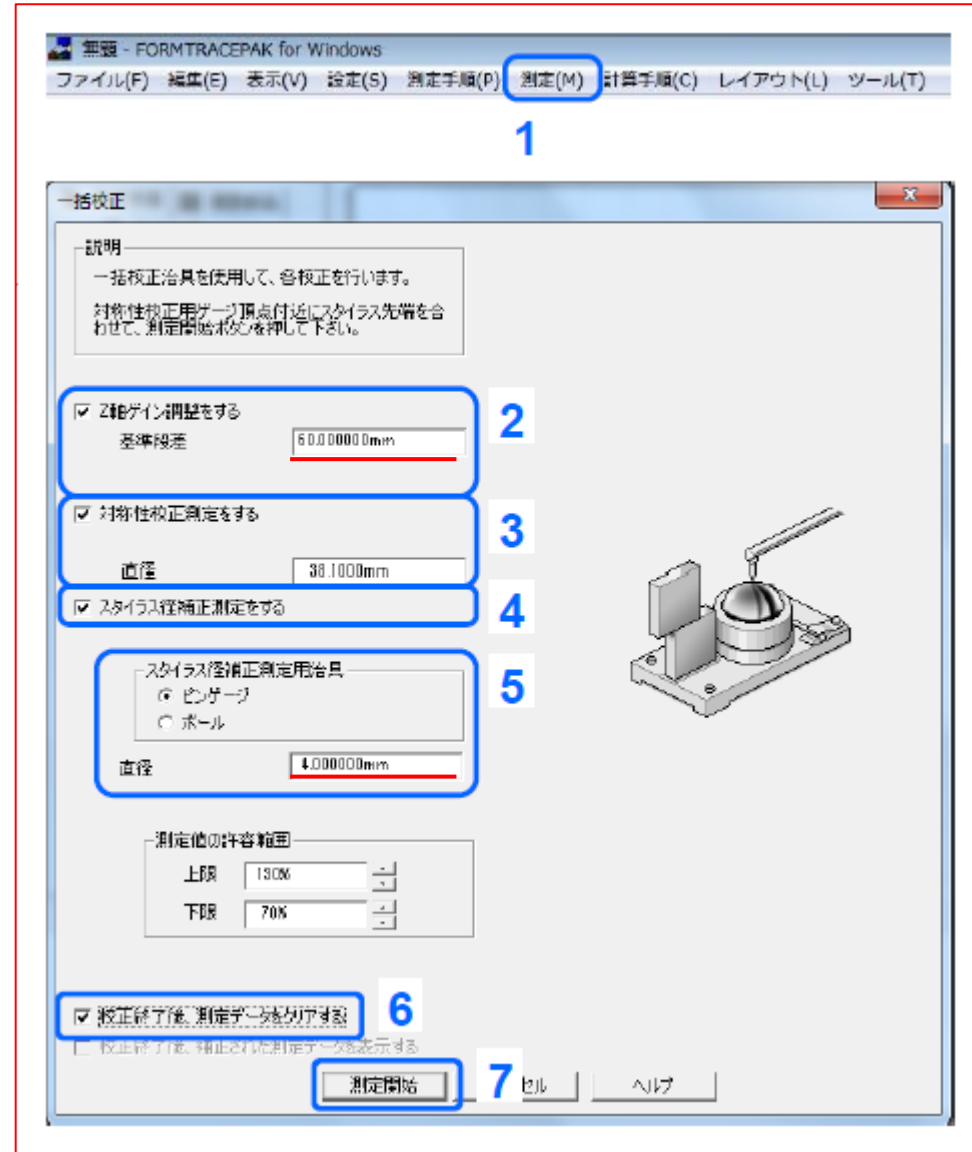 無題 - FORMTRACEPAK for Windows
ファイル(F) 編集(E) 表示(V) 設定(S) 測定手順(P) 測定(M) 計算手順(C) レイアウト(L) ツール(T)
1
一括校正
説明
一括校正治具を使用して、各校正を行います。
対称性校正用ゲージ頂点付近にスタイラス先端を合
わせて、測定開始ボタンを押して下さい。
Z軸ゲイン調整をする
2
基準段差 60.000000mm
対称性校正測定をする
3
直径 38.1000mm
スタイラス径補正測定をする
4
スタイラス径補正測定用治具
5
ピンゲージ
ボール
直径 4.000000mm
測定値の許容範囲
上限 130%
下限 70%
校正終了後、測定データをクリアする
6
校正終了後、補正された測定データを表示する
測定開始 7 セル ヘルプ